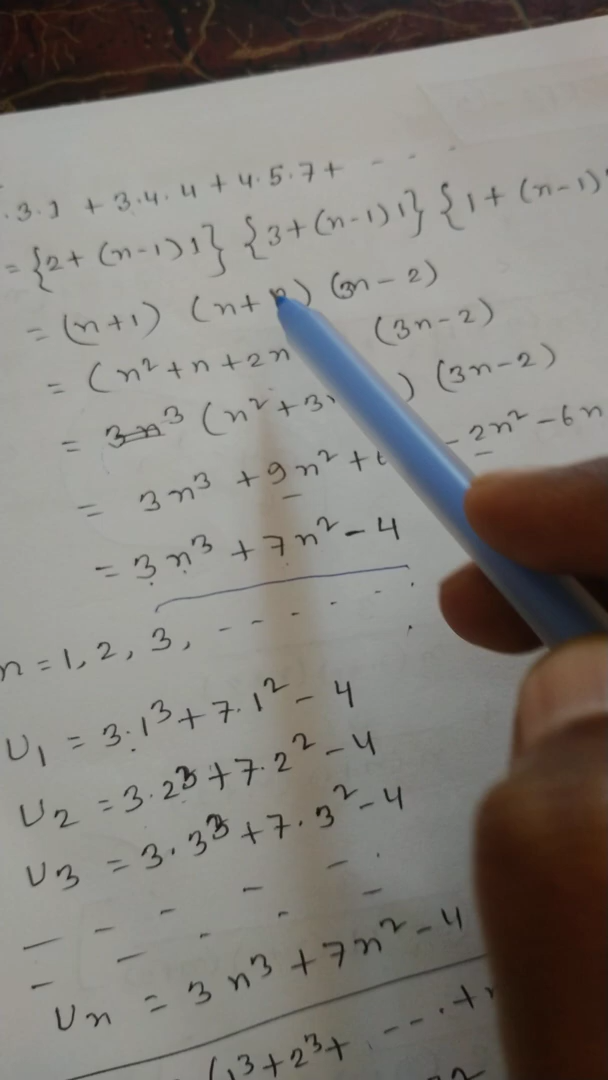 .3.1 + 3.4.4 + 4.5.7 + - - -
= {2 + (n-1)1} {3 + (n-1)1} {1 + (n-1)
= (n+1) (n+ ) (3n-2)
= (n² + n + 2n (3n-2)
= (n² + 3 ) (3n-2)
= 3n³ + 9n² + - 2n² - 6n
= 3n³ + 7n² - 4
n = 1, 2, 3, - - - - - -
U1 = 3.1³ + 7.1² - 4
U2 = 3.2³ + 7.2² - 4
U3 = 3.3³ + 7.3² - 4
- - - - -
- - - - -
Un = 3n³ + 7n² - 4
(1³ + 2³ + - - - . +